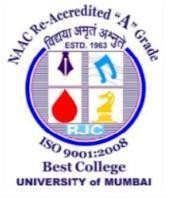 NAAC Re-Accredited "A" Grade
विद्यया अमृतं अश्नुते
ESTD. 1963
RJC
ISO 9001:2008
Best College
UNIVERSITY of MUMBAI